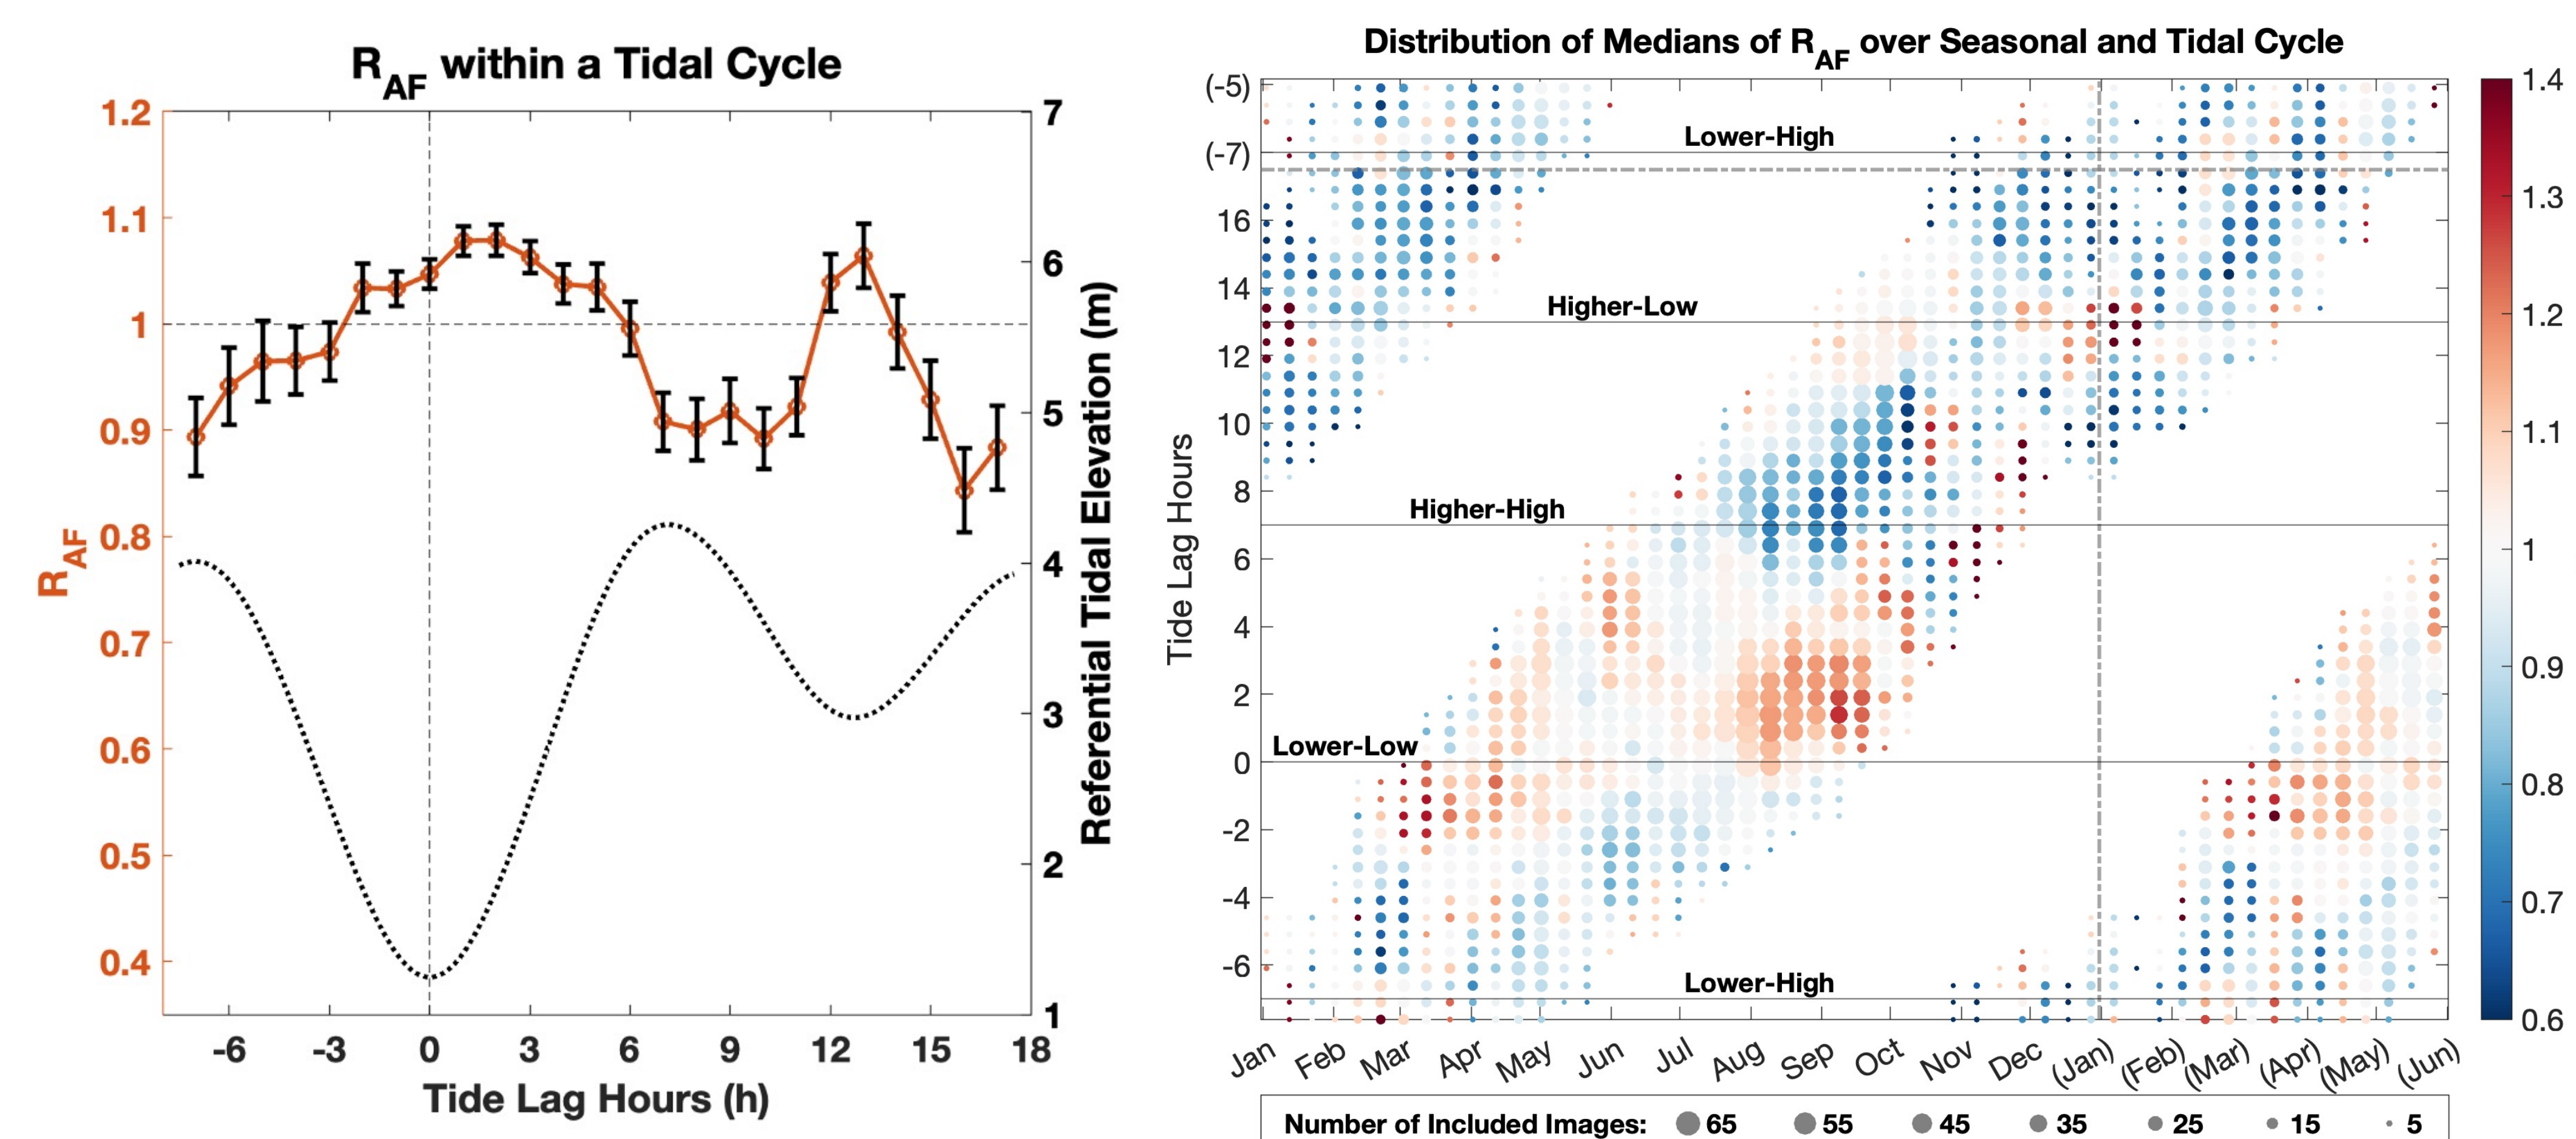 R_AF within a Tidal Cycle
1.2
1.1
1
0.9
0.8
0.7
0.6
0.5
0.4
R_AF
7
6
5
4
3
2
1
Referential Tidal Elevation (m)
-6 -3 0 3 6 9 12 15 18
Tide Lag Hours (h)
Distribution of Medians of R_AF over Seasonal and Tidal Cycle
(-5)
(-7)
16
14
12
10
8
6
4
2
0
-2
-4
-6
Tide Lag Hours
Lower-High
Higher-Low
Higher-High
Lower-Low
Lower-High
Jan Feb Mar Apr May Jun Jul Aug Sep Oct Nov Dec (Jan) (Feb) (Mar) (Apr) (May) (Jun)
1.4
1.3
1.2
1.1
1
0.9
0.8
0.7
0.6
Number of Included Images: 65 55 45 35 25 15 5